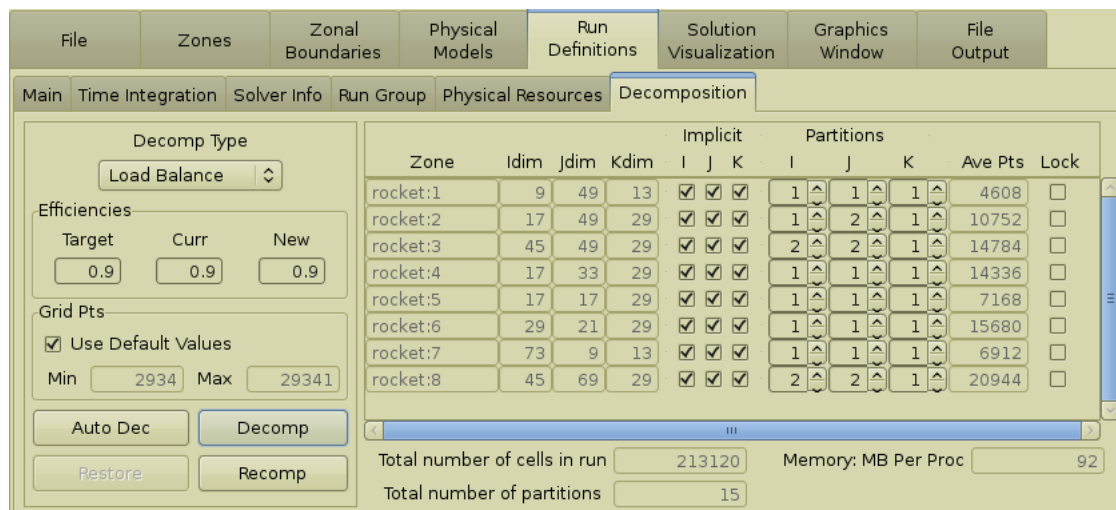 File Zones Zonal Boundaries Physical Models Run Definitions Solution Visualization Graphics Window File Output
Main Time Integration Solver Info Run Group Physical Resources Decomposition
Decomp Type
Load Balance
Efficiencies
Target Curr New
0.9 0.9 0.9
Grid Pts
Use Default Values
Min 2934 Max 29341
Auto Dec Decomp
Restore Recomp
Implicit Partitions
Zone Idim Jdim Kdim I J K I J K Ave Pts Lock
rocket:1 9 49 13 1 1 1 4608
rocket:2 17 49 29 1 2 1 10752
rocket:3 45 49 29 2 2 1 14784
rocket:4 17 33 29 1 1 1 14336
rocket:5 17 17 29 1 1 1 7168
rocket:6 29 21 29 1 1 1 15680
rocket:7 73 9 13 1 1 1 6912
rocket:8 45 69 29 2 2 1 20944
Total number of cells in run 213120 Memory: MB Per Proc 92
Total number of partitions 15